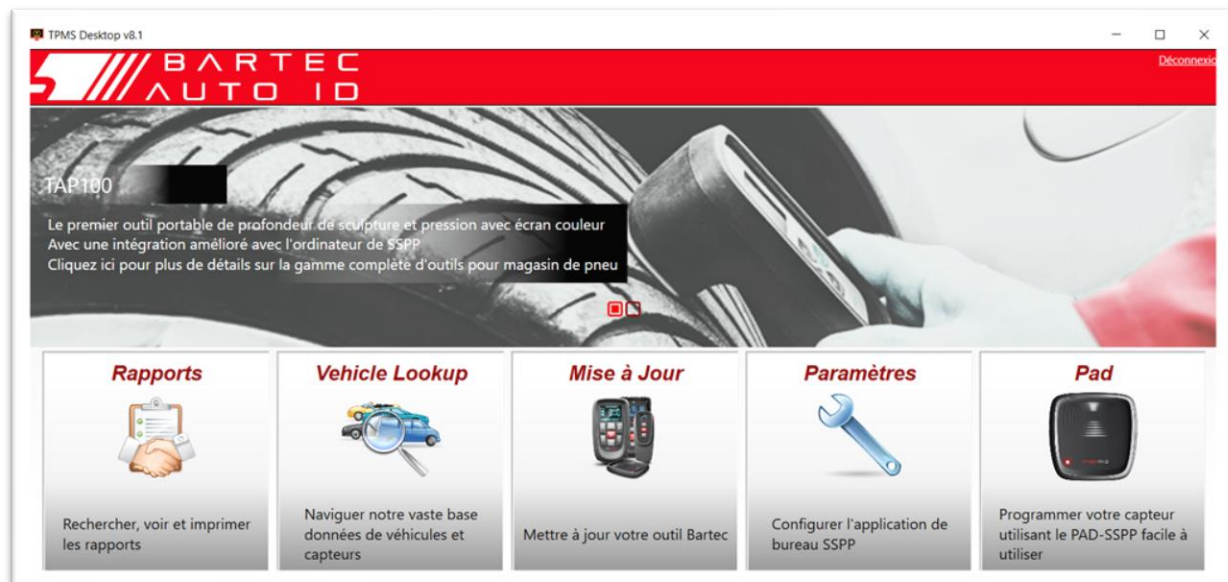 TPMS Desktop v8.1
BARTEC
AUTO ID
Déconnexio
TAP100
Le premier outil portable de profondeur de sculpture et pression avec écran couleur
Avec une intégration amélioré avec l'ordinateur de SSPP
Cliquez ici pour plus de détails sur la gamme complète d'outils pour magasin de pneu
Rapports
Rechercher, voir et imprimer
les rapports
Vehicle Lookup
Naviguer notre vaste base
données de véhicules et
capteurs
Mise à Jour
Mettre à jour votre outil Bartec
Paramètres
Configurer l'application de
bureau SSPP
Pad
Programmer votre capteur
utilisant le PAD-SSPP facile à
utiliser